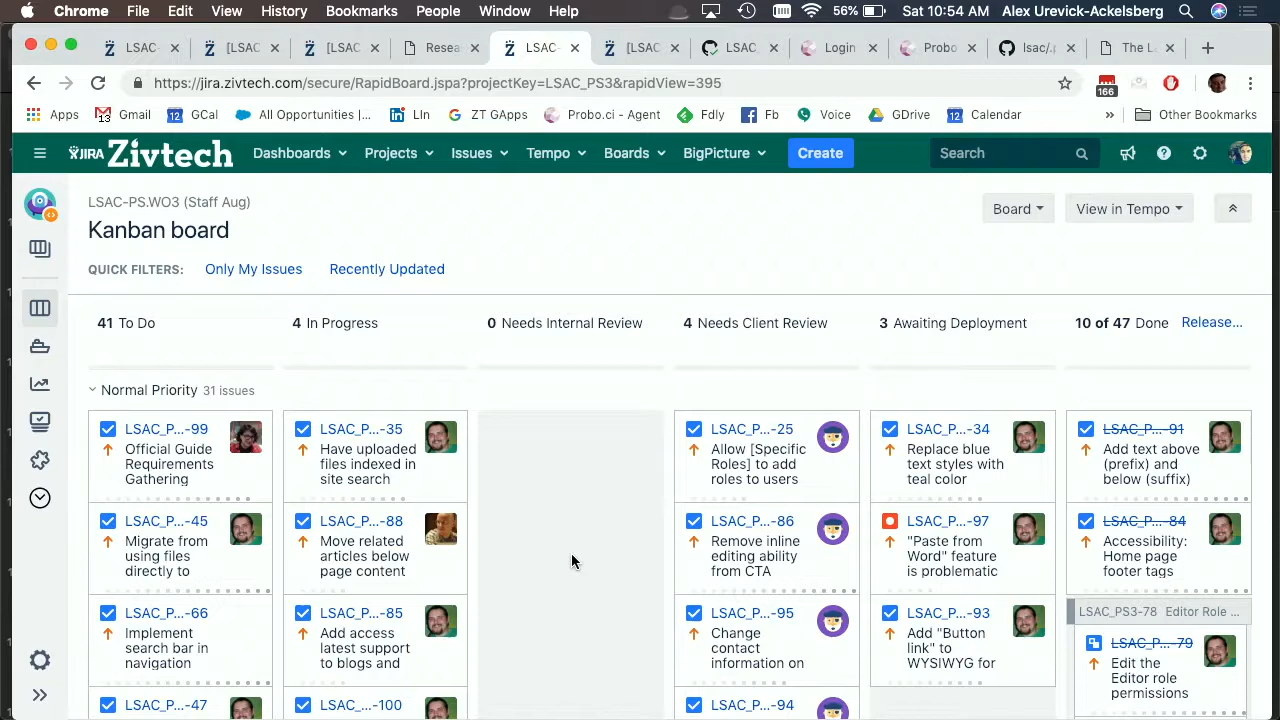 Chrome File Edit View History Bookmarks People Window Help 56% Sat 10:54 AM Alex Urevick-Ackelsberg
LSAC- [LSAC [LSAC Resea LSAC- [LSAC LSAC Login Probo lsac/. The L
https://jira.zivtech.com/secure/RapidBoard.jspa?projectKey=LSAC_PS3&rapidView=395 166
Apps Gmail GCal All Opportunities |... LIn ZT GApps Probo.ci - Agent Fdly Fb Voice GDrive Calendar » Other Bookmarks
JIRA Zivtech Dashboards Projects Issues Tempo Boards BigPicture Create Search
LSAC-PS.WO3 (Staff Aug)
Kanban board
Board View in Tempo
QUICK FILTERS: Only My Issues Recently Updated
41 To Do 4 In Progress 0 Needs Internal Review 4 Needs Client Review 3 Awaiting Deployment 10 of 47 Done Release...
Normal Priority 31 issues
LSAC_P...-99
Official Guide
Requirements
Gathering
LSAC_P...-45
Migrate from
using files
directly to
LSAC_P...-66
Implement
search bar in
navigation
LSAC_P...-47
LSAC_P...-35
Have uploaded
files indexed in
site search
LSAC_P...-88
Move related
articles below
page content
LSAC_P...-85
Add access
latest support
to blogs and
LSAC_...-100
LSAC_P...-25
Allow [Specific
Roles] to add
roles to users
LSAC_P...-86
Remove inline
editing ability
from CTA
LSAC_P...-95
Change
contact
information on
LSAC_P...-94
LSAC_P...-34
Replace blue
text styles with
teal color
LSAC_P...-97
"Paste from
Word" feature
is problematic
LSAC_P...-93
Add "Button
link" to
WYSIWYG for
LSAC_P...-91
Add text above
(prefix) and
below (suffix)
LSAC_P...-84
Accessibility:
Home page
footer tags
LSAC_PS3-78 Editor Role ...
LSAC_P...-79
Edit the
Editor role
permissions